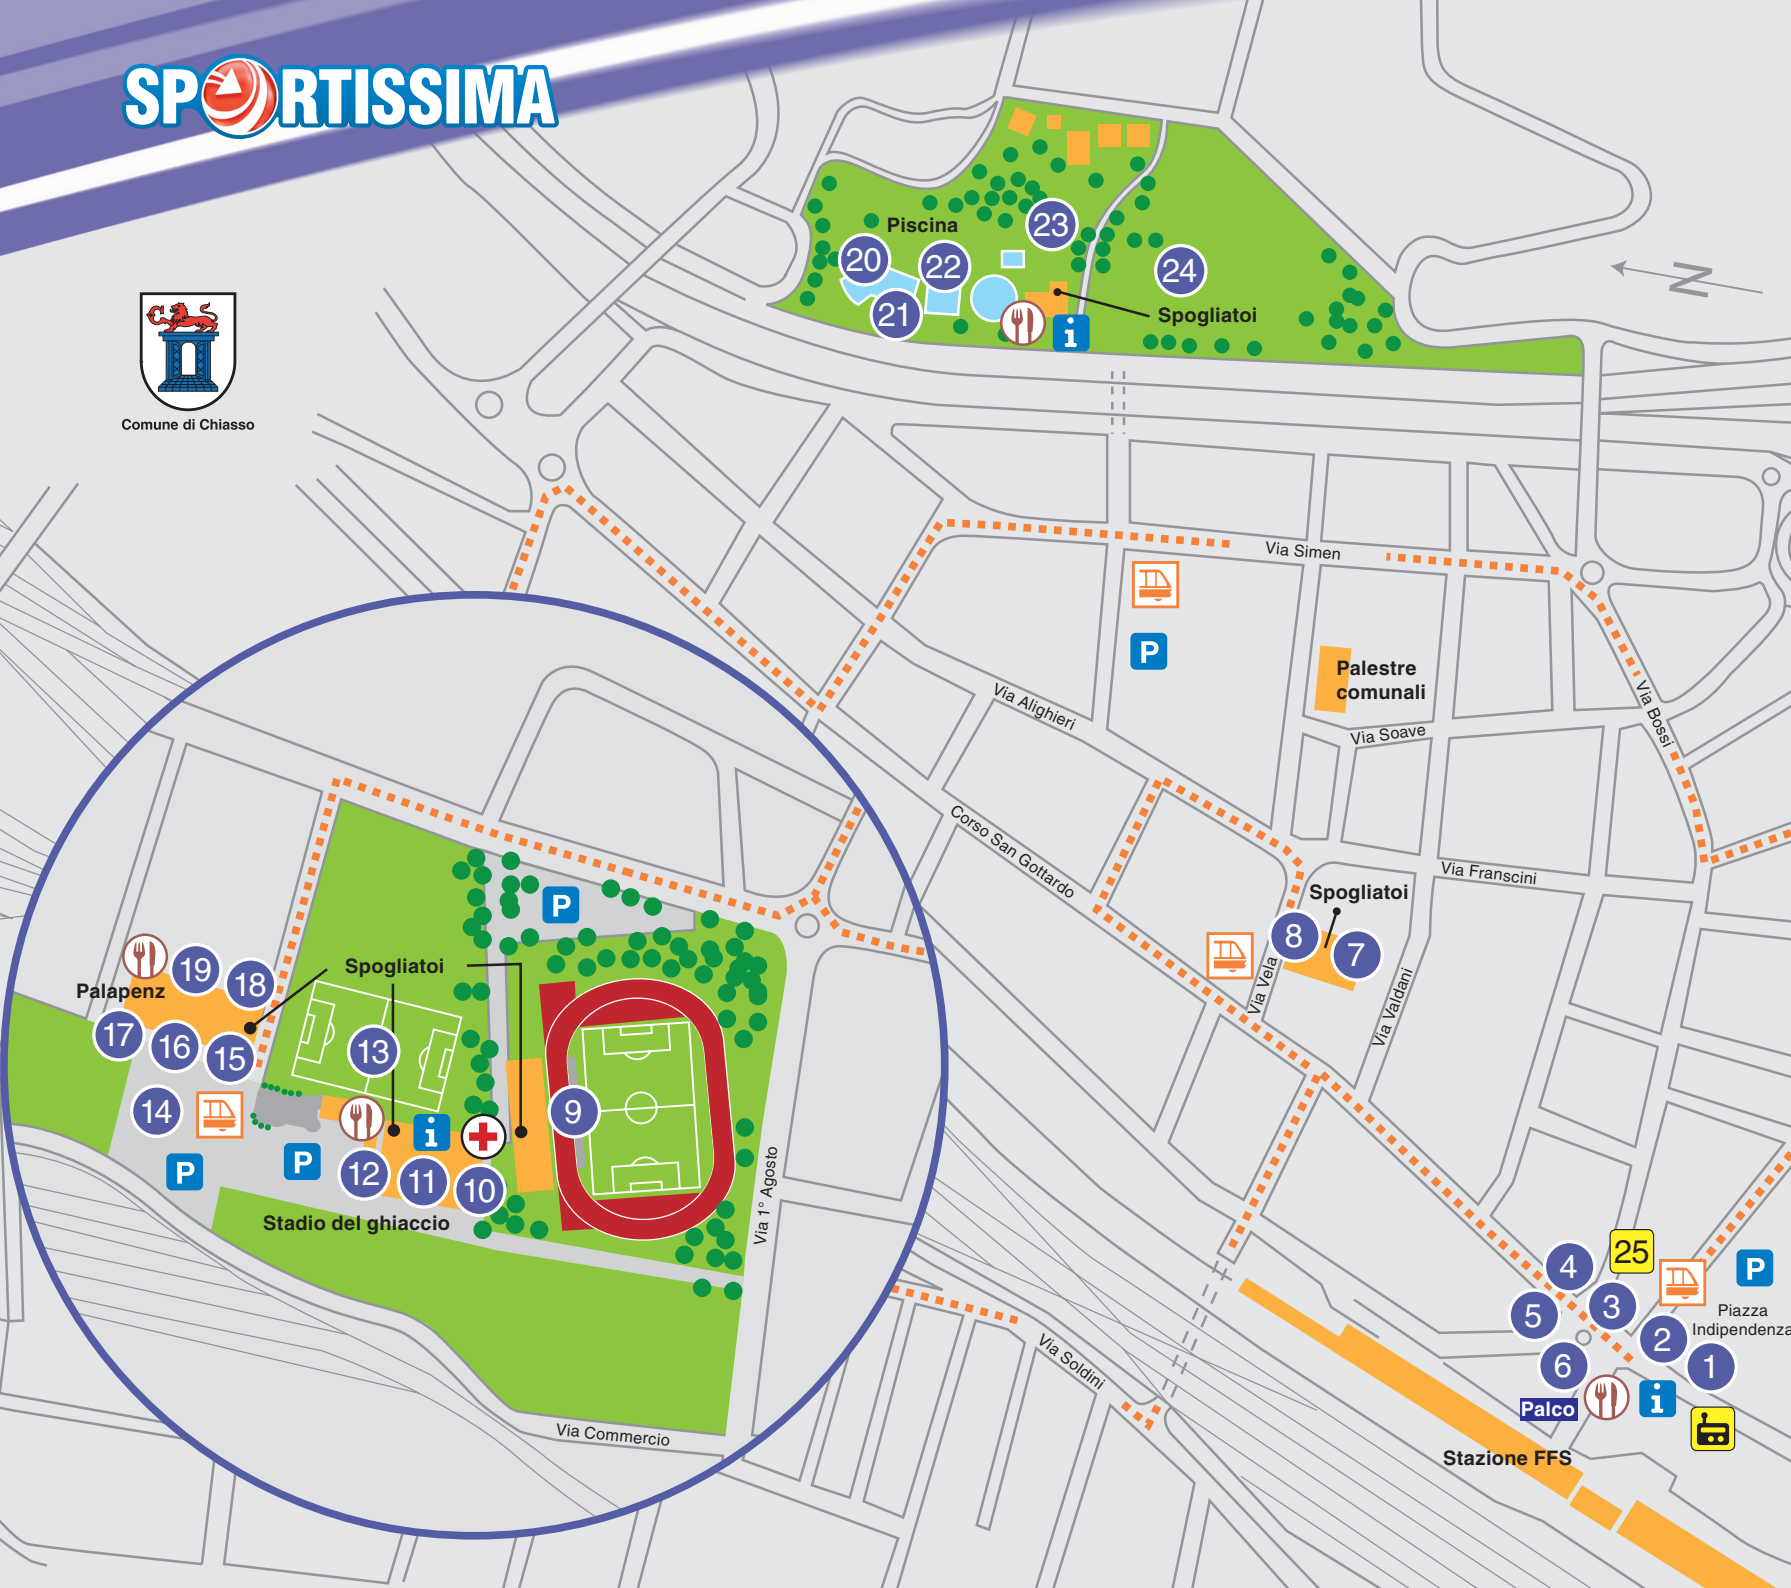 SPORTISSIMA
Comune di Chiasso
N
Piscina
20
21
22
23
24
Spogliatoi
i
Via Simen
P
Palestre
comunali
Via Soave
Via Bossi
Via Alighieri
Corso San Gottardo
Via Franscini
Spogliatoi
8
7
Via Vela
Via Valdani
P
Spogliatoi
Palapenz
19
18
17
16
15
14
13
9
P
P
i
12
11
10
Stadio del ghiaccio
Via 1° Agosto
Via Commercio
Via Soldini
25
4
P
5
3
Piazza
Indipendenza
2
6
1
Palco
i
Stazione FFS